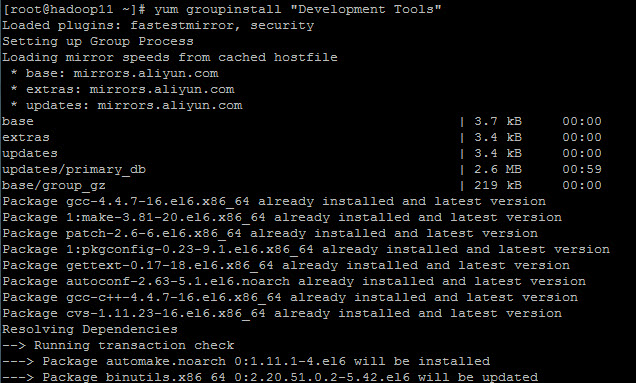 [root@hadoop11 ~]# yum groupinstall "Development Tools"
Loaded plugins: fastestmirror, security
Setting up Group Process
Loading mirror speeds from cached hostfile
 * base: mirrors.aliyun.com
 * extras: mirrors.aliyun.com
 * updates: mirrors.aliyun.com
base | 3.7 kB 00:00
extras | 3.4 kB 00:00
updates | 3.4 kB 00:00
updates/primary_db | 2.6 MB 00:59
base/group_gz | 219 kB 00:00
Package gcc-4.4.7-16.el6.x86_64 already installed and latest version
Package 1:make-3.81-20.el6.x86_64 already installed and latest version
Package patch-2.6-6.el6.x86_64 already installed and latest version
Package 1:pkgconfig-0.23-9.1.el6.x86_64 already installed and latest version
Package gettext-0.17-18.el6.x86_64 already installed and latest version
Package autoconf-2.63-5.1.el6.noarch already installed and latest version
Package gcc-c++-4.4.7-16.el6.x86_64 already installed and latest version
Package cvs-1.11.23-16.el6.x86_64 already installed and latest version
Resolving Dependencies
--> Running transaction check
---> Package automake.noarch 0:1.11.1-4.el6 will be installed
---> Package binutils.x86_64 0:2.20.51.0.2-5.42.el6 will be updated